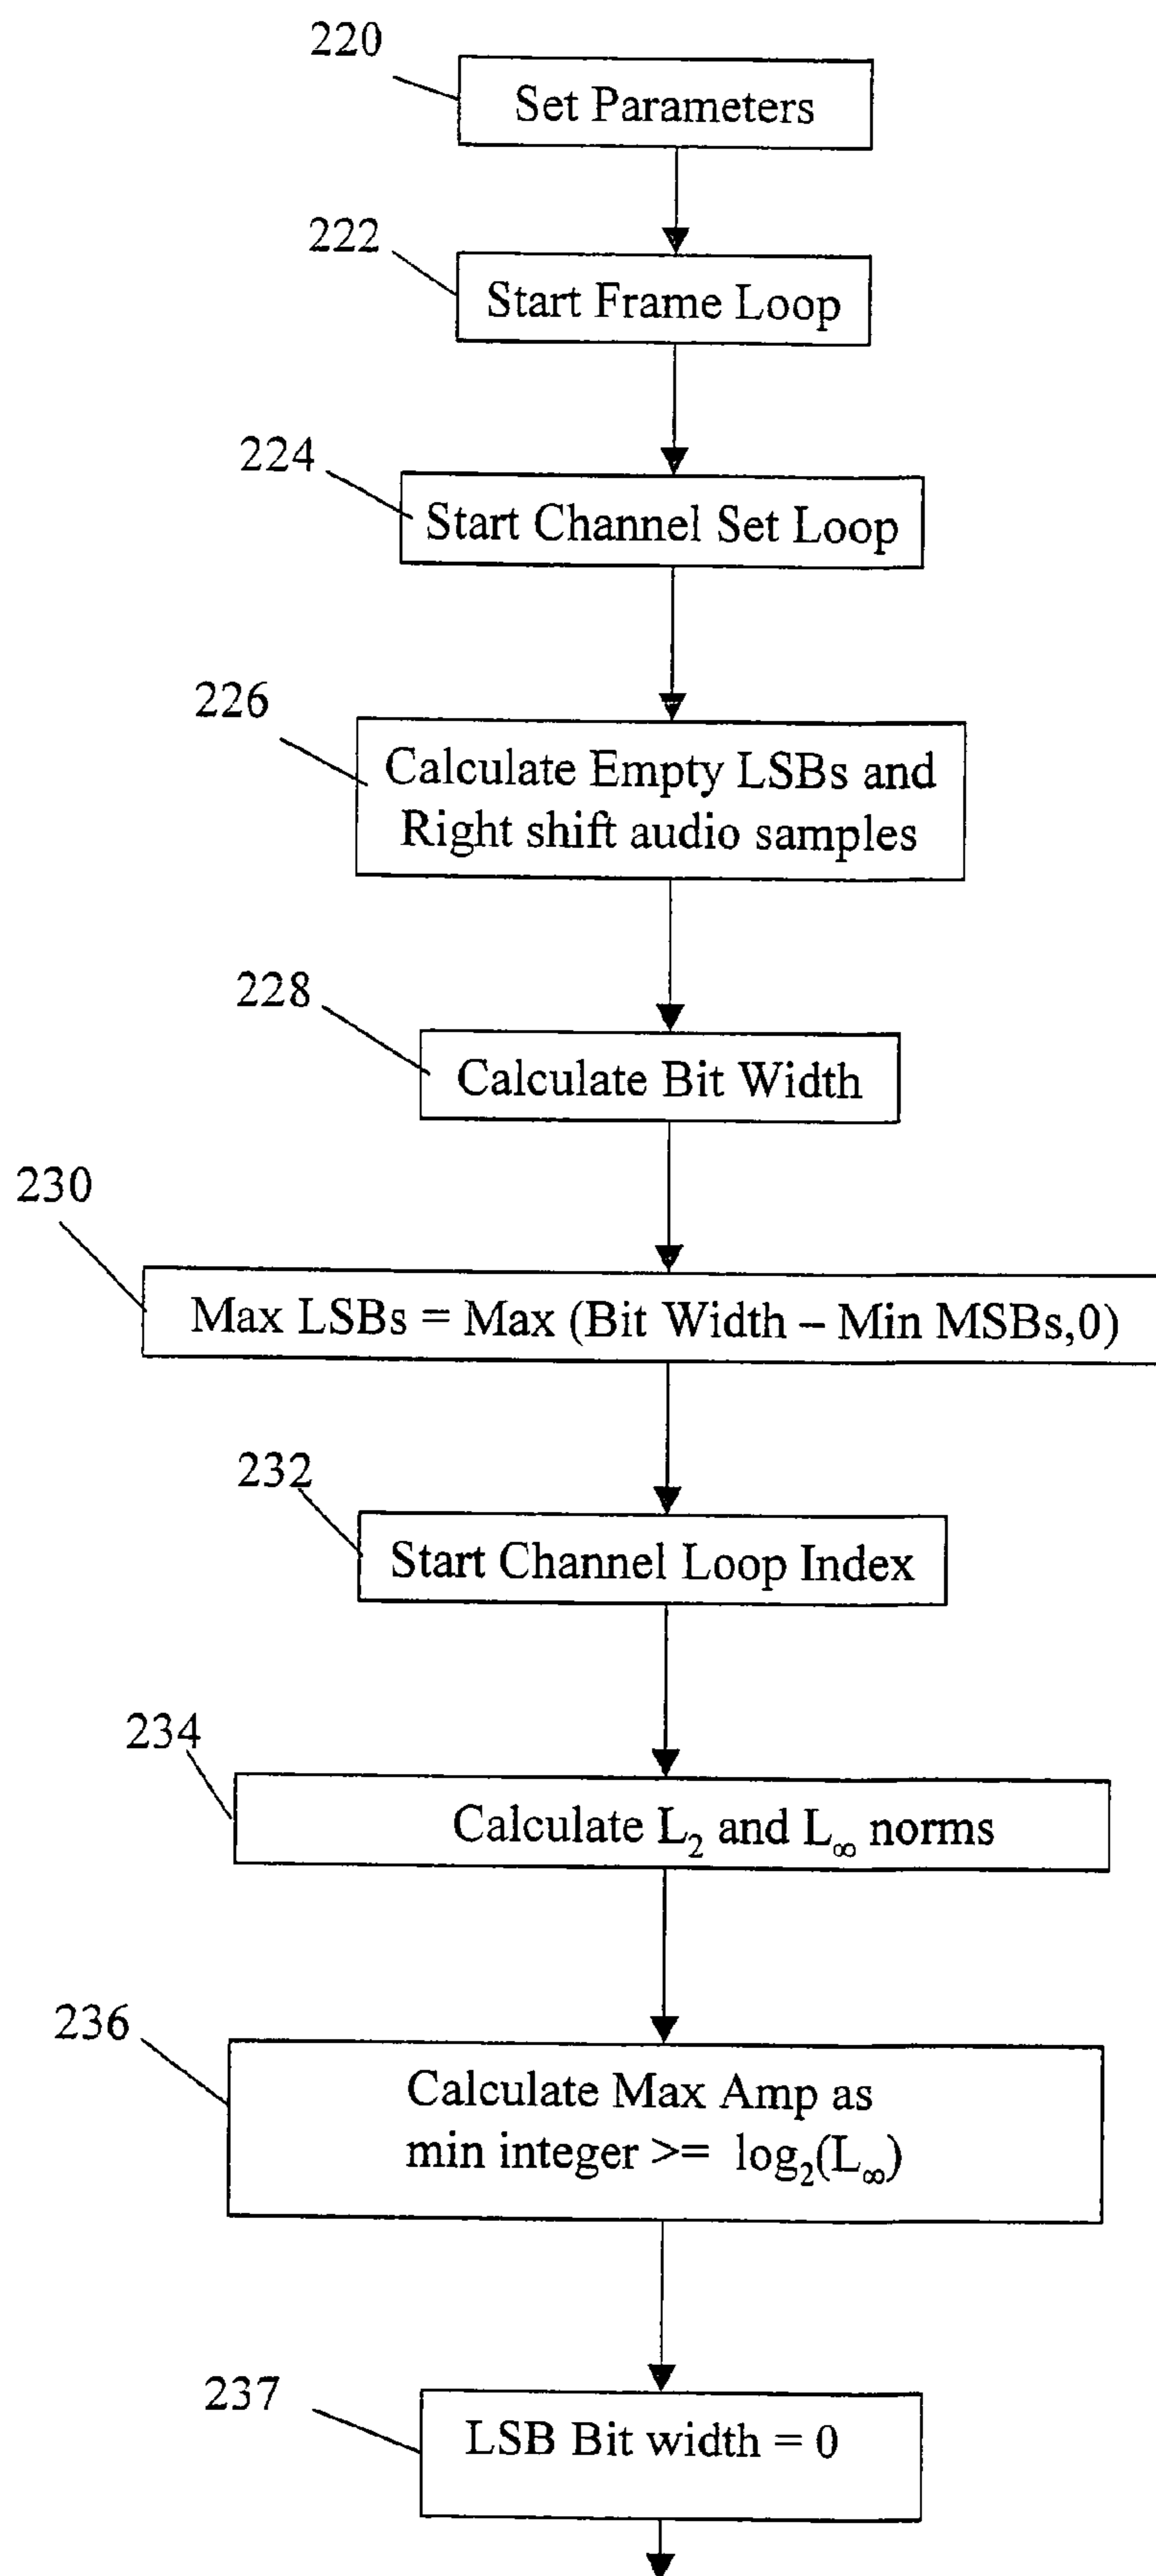 220
Set Parameters
222
Start Frame Loop
224
Start Channel Set Loop
226
Calculate Empty LSBs and
Right shift audio samples
228
Calculate Bit Width
230
Max LSBs = Max (Bit Width – Min MSBs,0)
232
Start Channel Loop Index
234
Calculate L₂ and L∞ norms
236
Calculate Max Amp as
min integer >= log₂(L∞)
237
LSB Bit width = 0